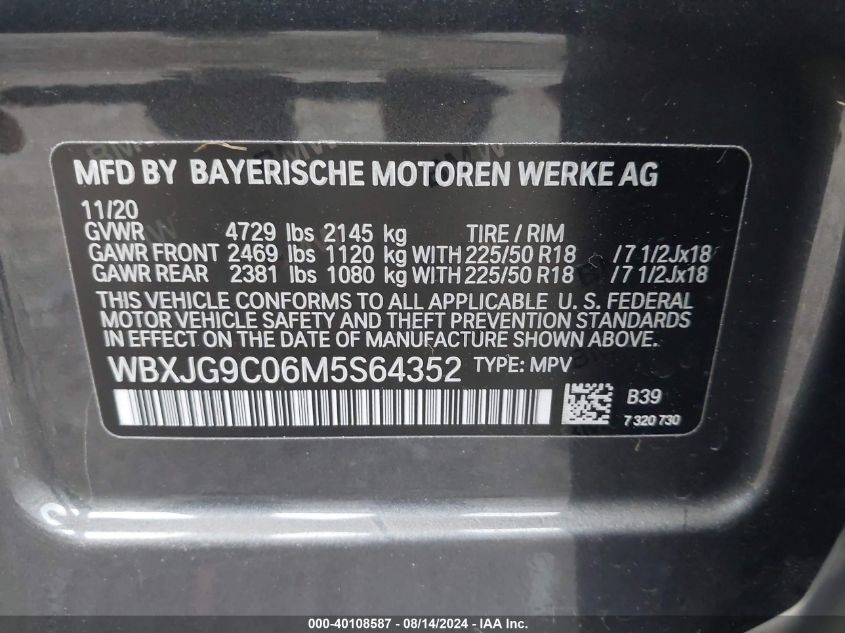 MFD BY BAYERISCHE MOTOREN WERKE AG
11/20
GVWR 4729 lbs 2145 kg TIRE / RIM
GAWR FRONT 2469 lbs 1120 kg WITH 225/50 R18 /7 1/2Jx18
GAWR REAR 2381 lbs 1080 kg WITH 225/50 R18 /7 1/2Jx18
THIS VEHICLE CONFORMS TO ALL APPLICABLE U. S. FEDERAL
MOTOR VEHICLE SAFETY AND THEFT PREVENTION STANDARDS
IN EFFECT ON THE DATE OF MANUFACTURE SHOWN ABOVE.
WBXJG9C06M5S64352 TYPE: MPV
B39
7 320 730
000-40108587 / 08/14/2024 - IAA Inc.